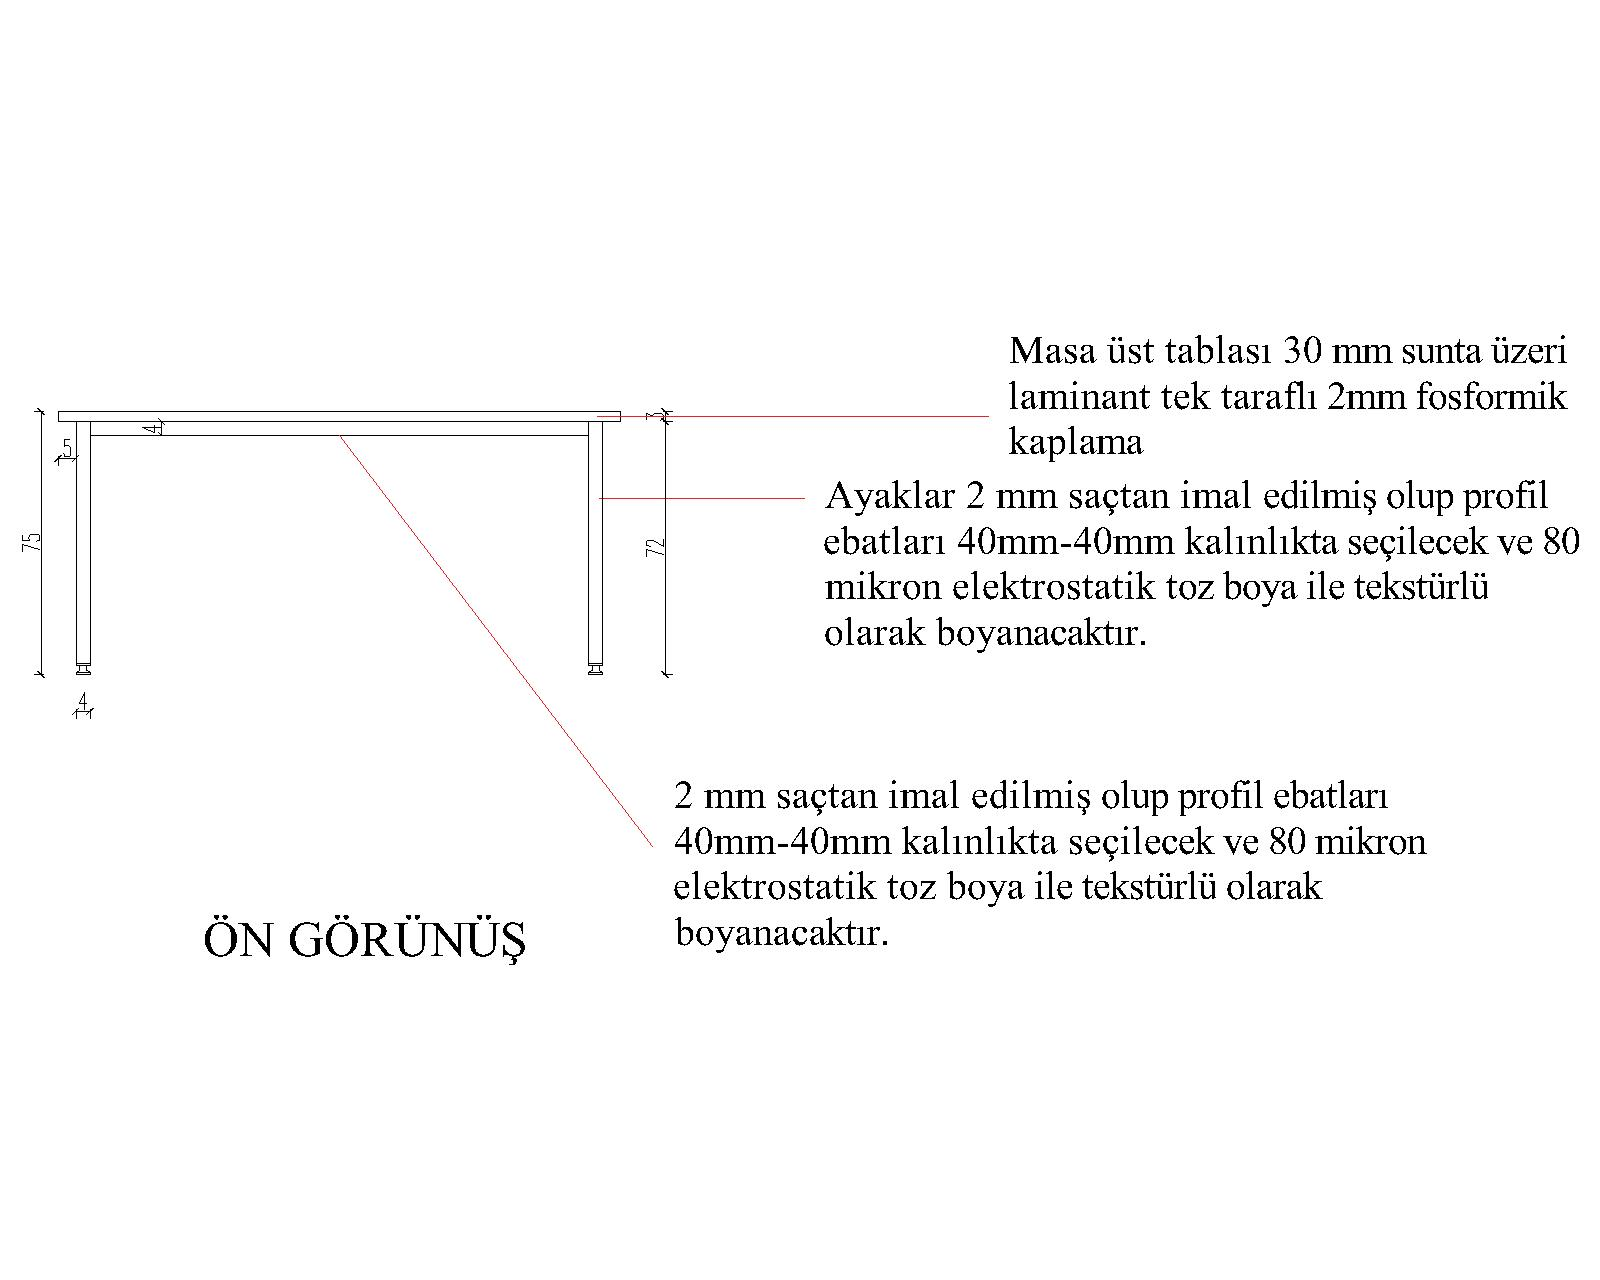 Masa üst tablası 30 mm sunta üzeri
laminant tek taraflı 2mm fosformik
kaplama
3
4
5
Ayaklar 2 mm saçtan imal edilmiş olup profil
ebatları 40mm-40mm kalınlıkta seçilecek ve 80
mikron elektrostatik toz boya ile tekstürlü
olarak boyanacaktır.
75
72
4
2 mm saçtan imal edilmiş olup profil ebatları
40mm-40mm kalınlıkta seçilecek ve 80 mikron
elektrostatik toz boya ile tekstürlü olarak
boyanacaktır.
ÖN GÖRÜNÜŞ